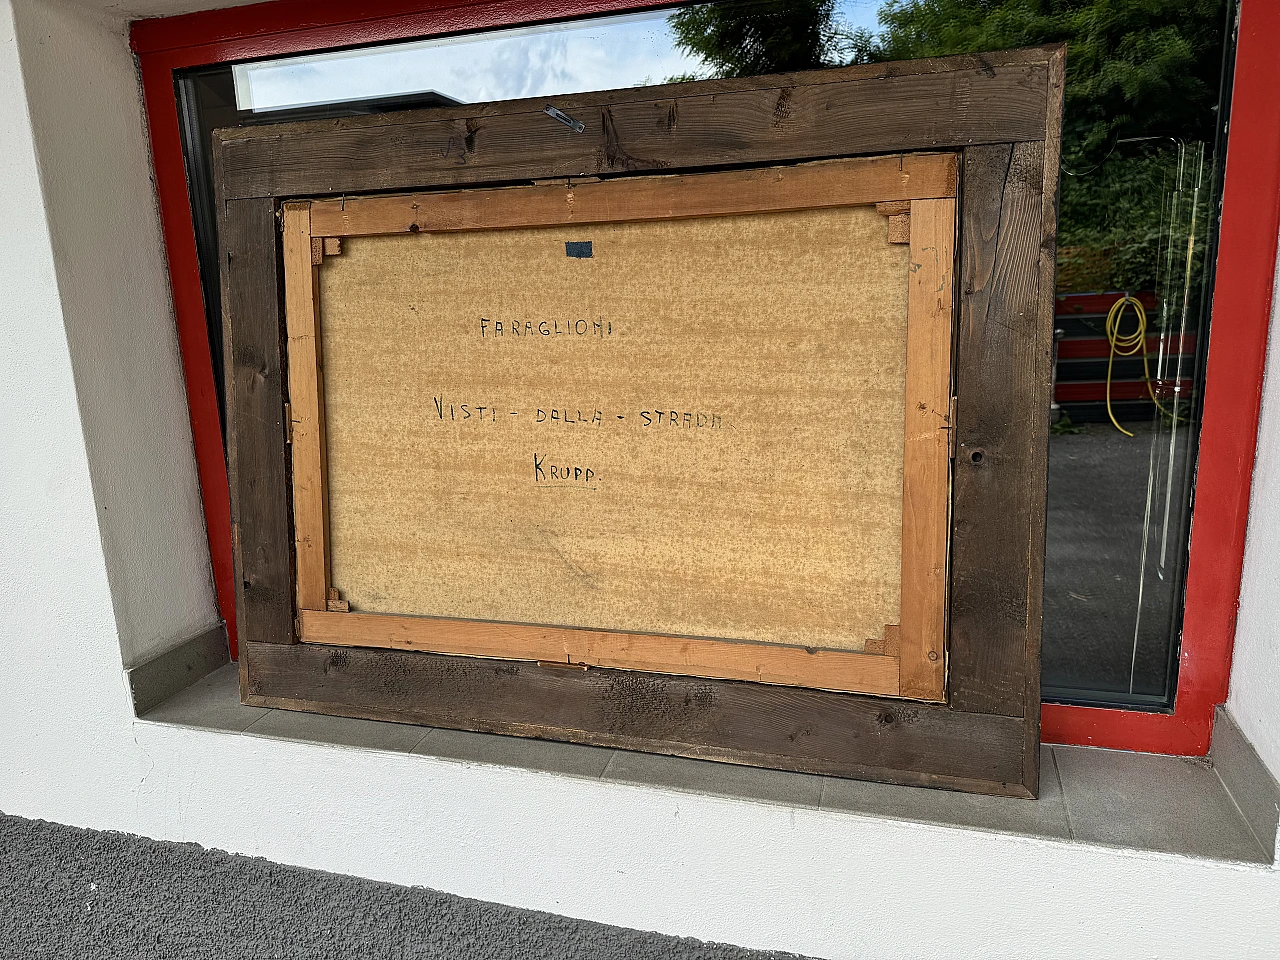 FARAGLIONI
VISTI - DALLA - STRADA
KRUPP.